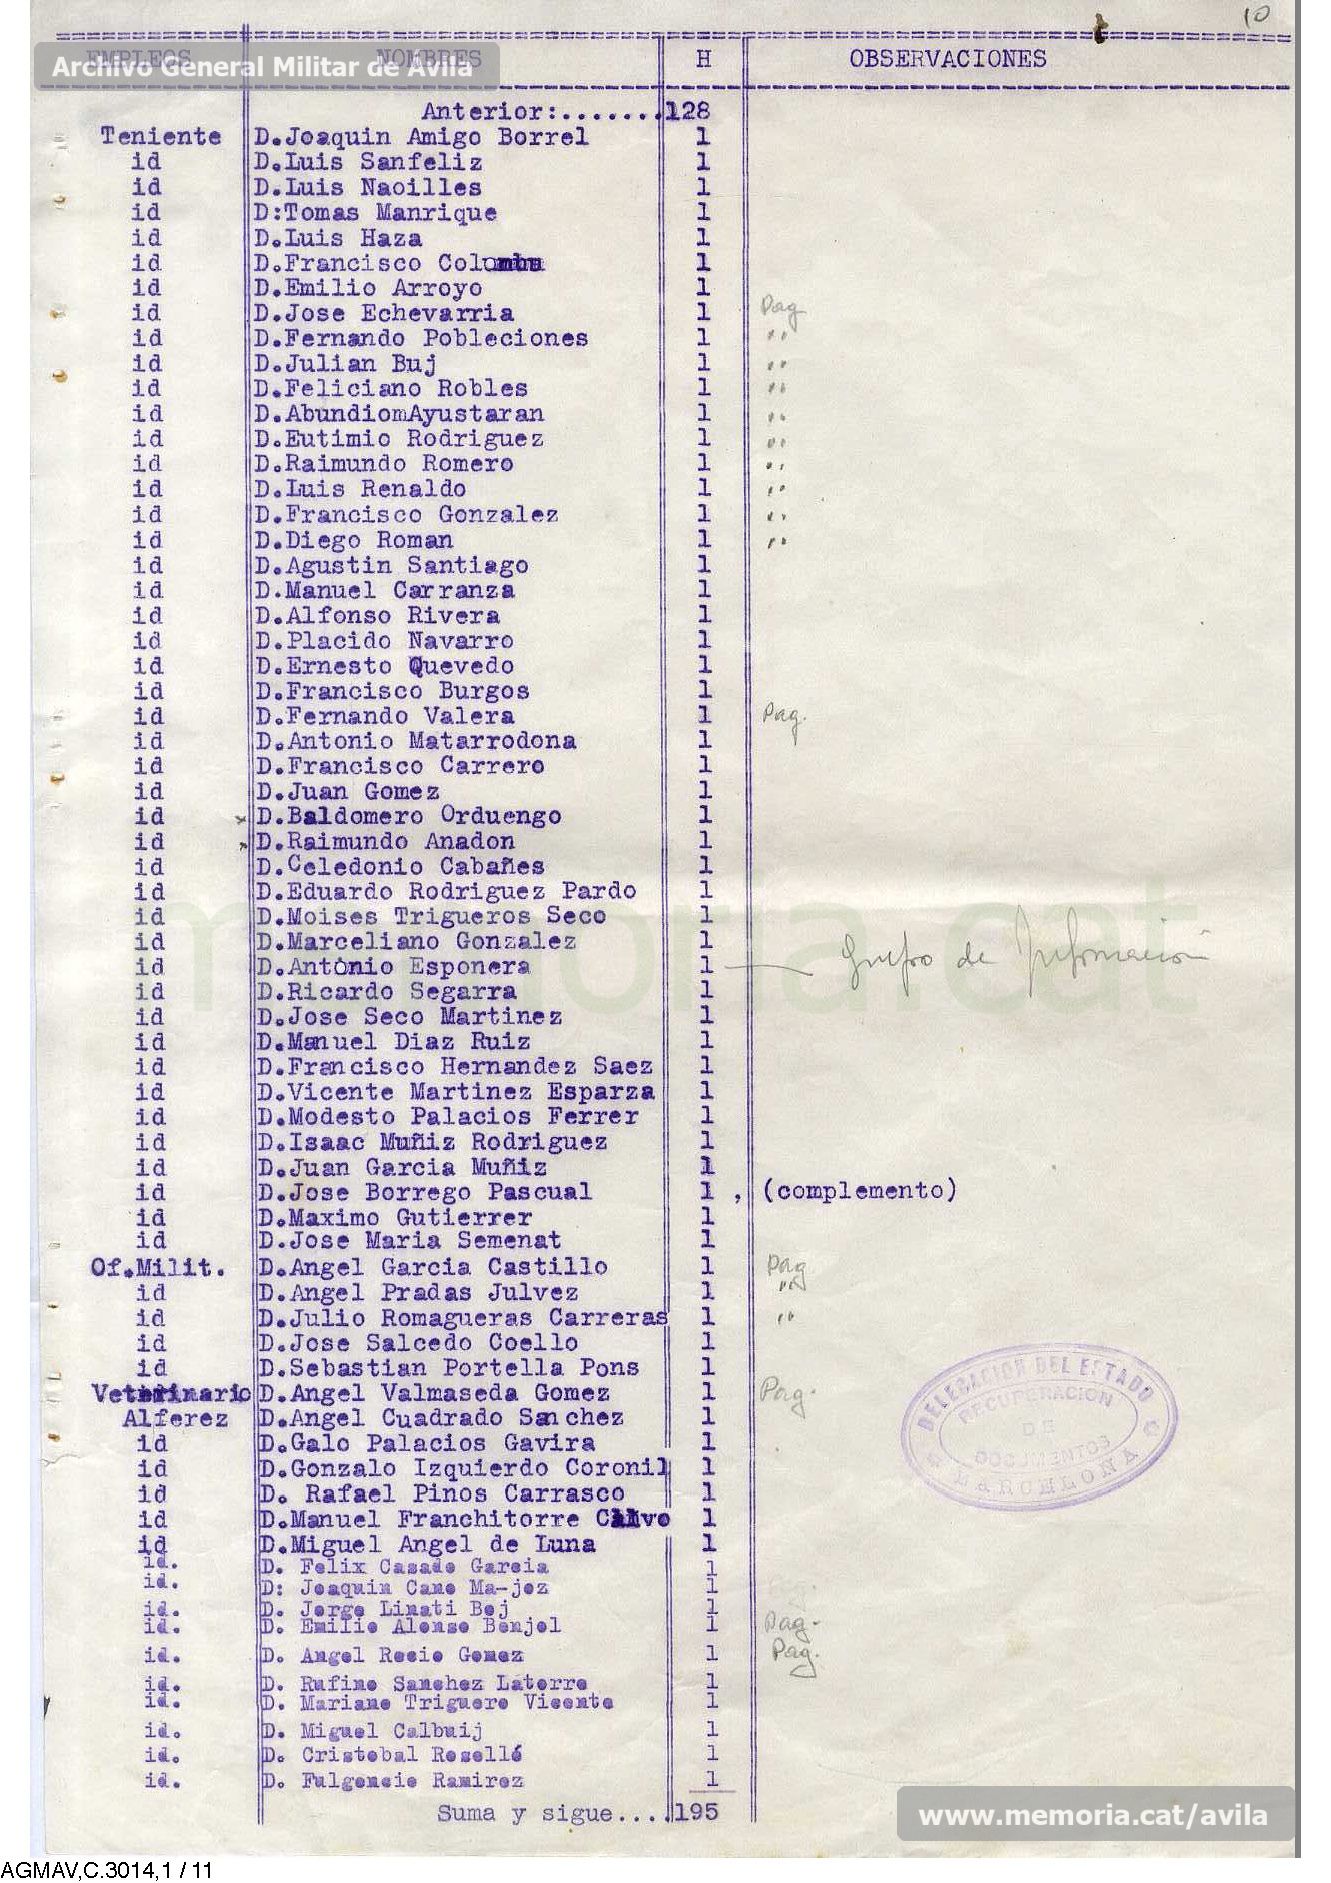 10
EMPLEOS NOMBRES H OBSERVACIONES
Archivo General Militar de Avila
Anterior:.......128
Teniente D.Joaquin Amigo Borrel 1
id D.Luis Sanfeliz 1
id D.Luis Naoilles 1
id D:Tomas Manrique 1
id D.Luis Haza 1
id D.Francisco 1
id D.Emilio Arroyo 1
id D.Jose Echevarria 1 Pag
id D.Fernando Pobleciones 1 "
id D.Julian Buj 1 "
id D.Feliciano Robles 1 "
id D.AbundiomAyustaran 1 "
id D.Eutimio Rodriguez 1 "
id D.Raimundo Romero 1 "
id D.Luis Renaldo 1 "
id D.Francisco Gonzalez 1 "
id D.Diego Roman 1 "
id D.Agustin Santiago 1
id D.Manuel Carranza 1
id D.Alfonso Rivera 1
id D.Placido Navarro 1
id D.Ernesto Quevedo 1
id D.Francisco Burgos 1
id D.Fernando Valera 1 Pag.
id D.Antonio Matarrodona 1
id D.Francisco Carrero 1
id D.Juan Gomez 1
id D.Baldomero Orduengo 1
id D.Raimundo Anadon 1
id D.Celedonio Cabañes 1
id D.Eduardo Rodriguez Pardo 1
id D.Moises Trigueros Seco 1
id D.Marceliano Gonzalez 1
id D.Antonio Esponera 1 Grupo de Información
id D.Ricardo Segarra 1
id D.Jose Seco Martinez 1
id D.Manuel Diaz Ruiz 1
id D.Francisco Hernandez Saez 1
id D.Vicente Martinez Esparza 1
id D.Modesto Palacios Ferrer 1
id D.Isaac Muñiz Rodriguez 1
id D.Juan Garcia Muñiz 1
id D.Jose Borrego Pascual 1 , (complemento)
id D.Maximo Gutierrer 1
id D.Jose Maria Semenat 1
Of.Milit. D.Angel Garcia Castillo 1 Pag
id D.Angel Pradas Julvez 1 "
id D.Julio Romagueras Carreras 1 "
id D.Jose Salcedo Coello 1
id D.Sebastian Portella Pons 1
Veterinario D.Angel Valmaseda Gomez 1 Pag.
Alferez D.Angel Cuadrado Sanchez 1
id D.Galo Palacios Gavira 1
id D.Gonzalo Izquierdo Coronil 1
id D. Rafael Pinos Carrasco 1
id D.Manuel Franchitorre Calvo 1
id D.Miguel Angel de Luna 1
id. D. Felix Casado Garcia 1
id. D: Joaquin Cano Ma-joz 1
id. D. Jorge Linati Boj 1
id. D. Emilio Alonso Bonjol 1 Pag.
id. D. Angel Recio Gomez 1 Pag.
id. D. Rufino Sanchez Latorre 1
id. D. Mariano Triguero Vicente 1
id. D. Miguel Calbuij 1
id. D. Cristobal Roselló 1
id. D. Fulgencio Ramirez 1
Suma y sigue....195
DELEGACION DEL ESTADO
RECUPERACION
DE
DOCUMENTOS
BARCELONA
memoria.cat
www.memoria.cat/avila
AGMAV,C.3014,1 / 11